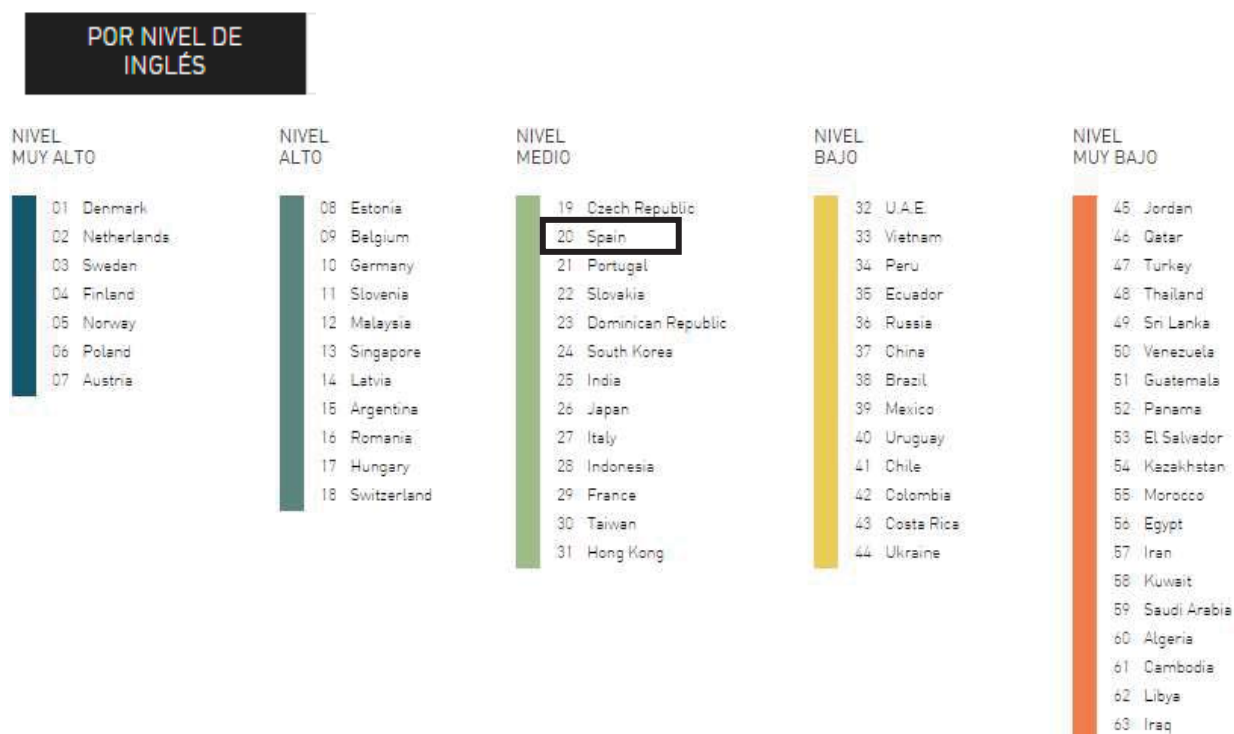 POR NIVEL DE
INGLÉS
NIVEL
MUY ALTO
01 Denmark
02 Netherlands
03 Sweden
04 Finland
05 Norway
06 Poland
07 Austria
NIVEL
ALTO
08 Estonia
09 Belgium
10 Germany
11 Slovenia
12 Malaysia
13 Singapore
14 Latvia
15 Argentina
16 Romania
17 Hungary
18 Switzerland
NIVEL
MEDIO
19 Czech Republic
20 Spain
21 Portugal
22 Slovakia
23 Dominican Republic
24 South Korea
25 India
26 Japan
27 Italy
28 Indonesia
29 France
30 Taiwan
31 Hong Kong
NIVEL
BAJO
32 U.A.E.
33 Vietnam
34 Peru
35 Ecuador
36 Russia
37 China
38 Brazil
39 Mexico
40 Uruguay
41 Chile
42 Colombia
43 Costa Rica
44 Ukraine
NIVEL
MUY BAJO
45 Jordan
46 Qatar
47 Turkey
48 Thailand
49 Sri Lanka
50 Venezuela
51 Guatemala
52 Panama
53 El Salvador
54 Kazakhstan
55 Morocco
56 Egypt
57 Iran
58 Kuwait
59 Saudi Arabia
60 Algeria
61 Cambodia
62 Libya
63 Iraq